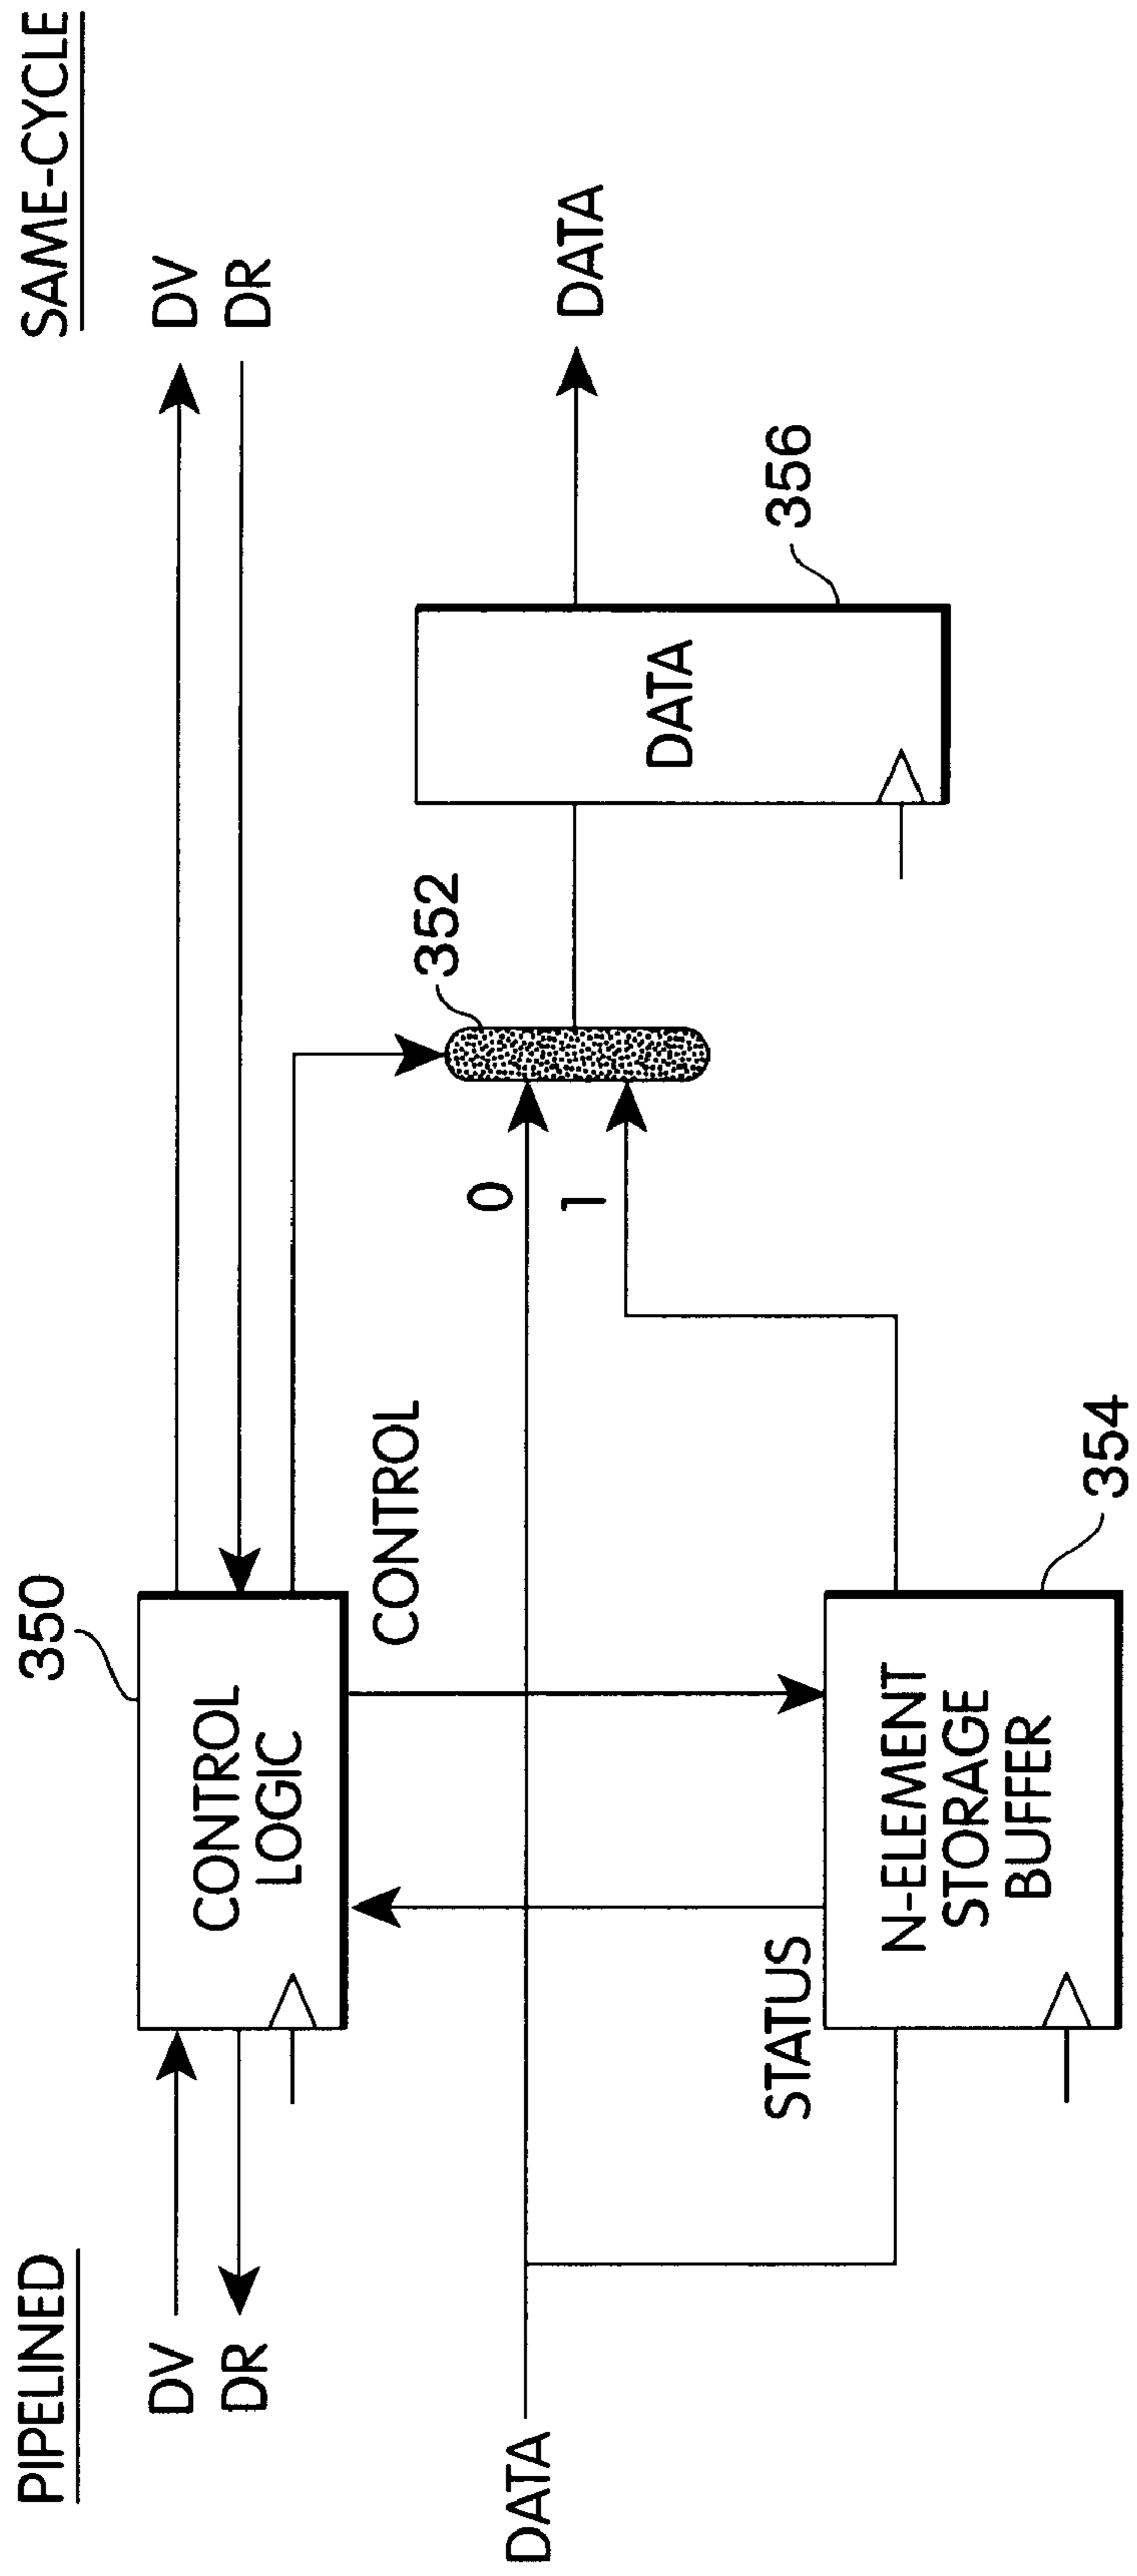 PIPELINED
SAME-CYCLE
DV
DR
DV
DR
350
CONTROL
LOGIC
CONTROL
352
DATA
0
1
DATA
DATA
356
STATUS
N-ELEMENT
STORAGE
BUFFER
354